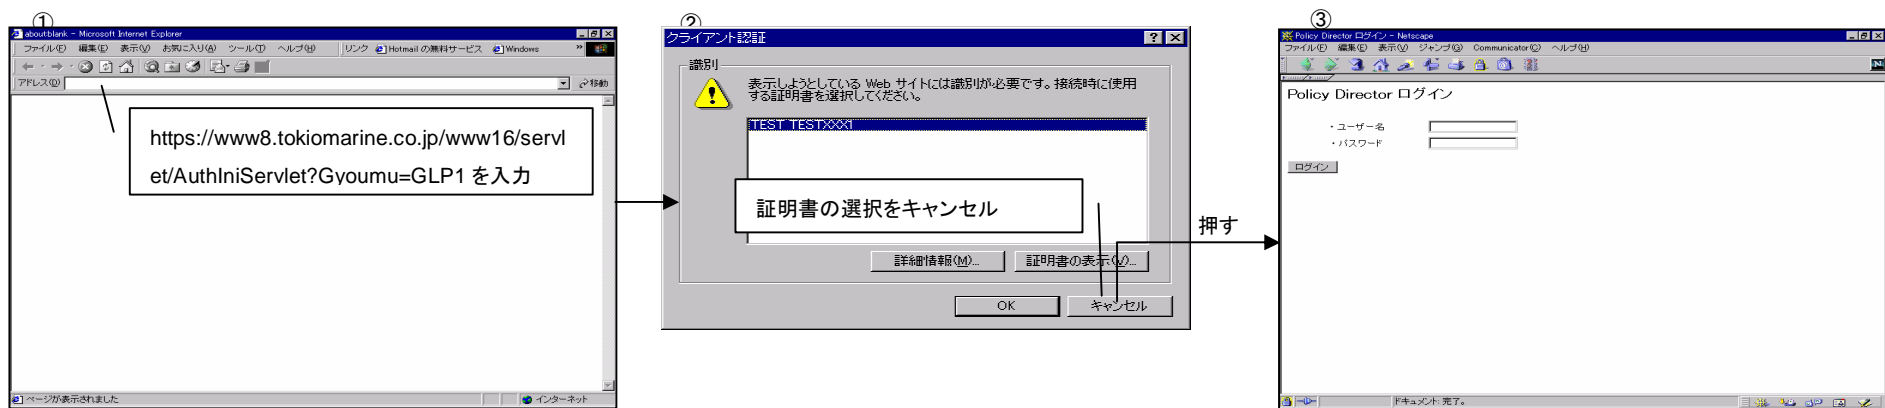 ①
about:blank - Microsoft Internet Explorer
ファイル(F) 編集(E) 表示(V) お気に入り(A) ツール(T) ヘルプ(H) リンク Hotmail の無料サービス Windows »
アドレス(D) 移動
https://www8.tokiomarine.co.jp/www16/servl
et/AuthIniServlet?Gyoumu=GLP1 を入力
ページが表示されました インターネット
②
クライアント認証
識別
表示しようとしている Web サイトには識別が必要です。接続時に使用
する証明書を選択してください。
TEST TESTXXX1
証明書の選択をキャンセル
詳細情報(M)... 証明書の表示(V)...
OK キャンセル
押す
③
Policy Director ログイン - Netscape
ファイル(F) 編集(E) 表示(V) ジャンプ(G) Communicator(C) ヘルプ(H)
Policy Director ログイン
・ユーザー名
・パスワード
ログイン
ドキュメント: 完了。